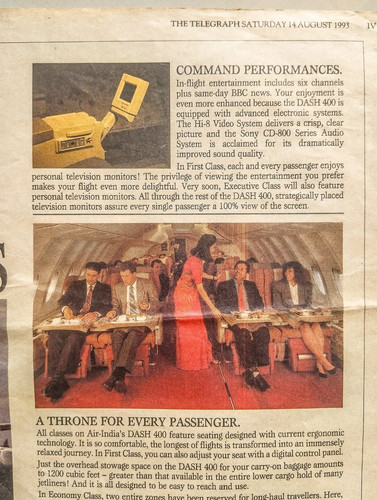 THE TELEGRAPH SATURDAY 14 AUGUST 1993 IV
COMMAND PERFORMANCES.
In-flight entertainment includes six channels
plus same-day BBC news. Your enjoyment is
even more enhanced because the DASH 400 is
equipped with advanced electronic systems.
The Hi-8 Video System delivers a crisp, clear
picture and the Sony CD-800 Series Audio
System is acclaimed for its dramatically
improved sound quality.
In First Class, each and every passenger enjoys
personal television monitors! The privilege of viewing the entertainment you prefer
makes your flight even more delightful. Very soon, Executive Class will also feature
personal television monitors. All through the rest of the DASH 400, strategically placed
television monitors assure every single passenger a 100% view of the screen.
S
A THRONE FOR EVERY PASSENGER.
All classes on Air-India's DASH 400 feature seating designed with current ergonomic
technology. It is so comfortable, the longest of flights is transformed into an immensely
relaxed journey. In First Class, you can also adjust your seat with a digital control panel.
Just the overhead stowage space on the DASH 400 for your carry-on baggage amounts
to 1200 cubic feet – greater than that available in the entire lower cargo hold of many
jetliners! And it is all designed to be easy to reach and use.
In Economy Class, two entire zones have been reserved for long-haul travellers. Here,